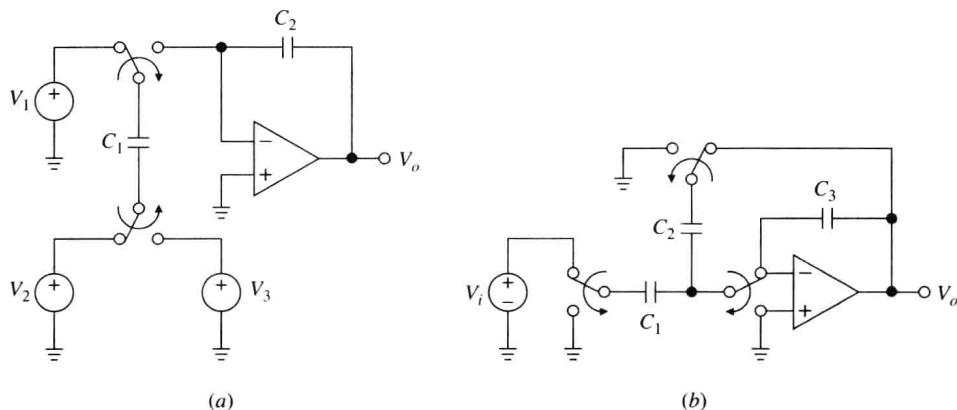 C₂
V₁
+
C₁
−
+
Vₒ
V₂
+
V₃
+
(a)
C₃
C₂
Vᵢ
+
−
C₁
−
+
Vₒ
(b)